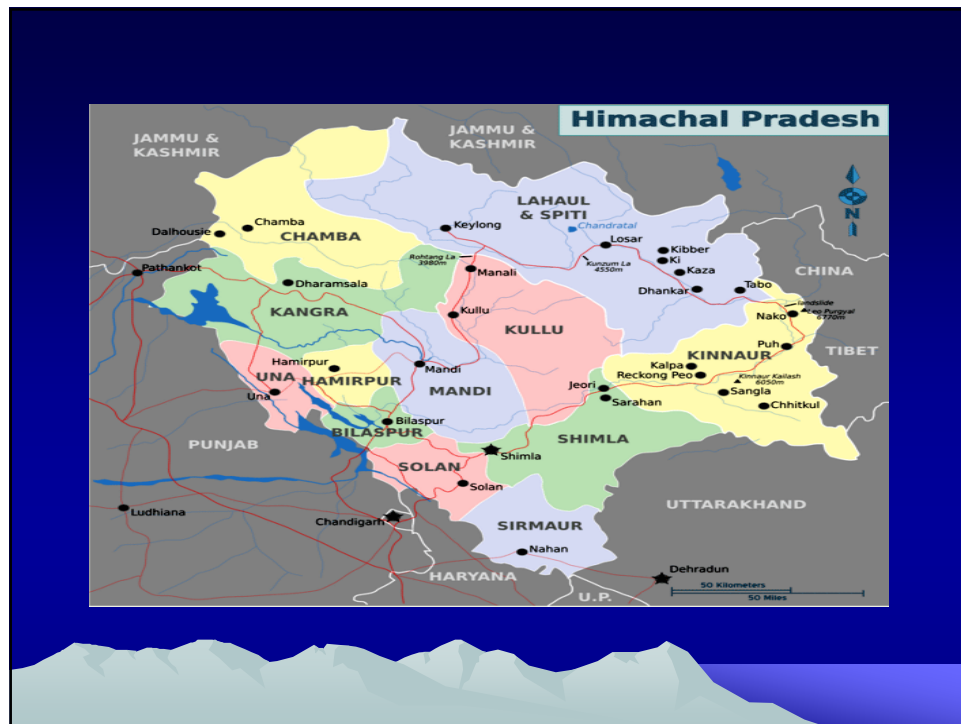 Himachal Pradesh
JAMMU &
KASHMIR
JAMMU &
KASHMIR
LAHAUL
& SPITI
Chandratal
Chamba
Dalhousie
CHAMBA
Keylong
Losar
Kibber
Ki
Kaza
Rohtang La
3980m
Kunzum La
4550m
N
CHINA
Pathankot
Manali
Dharamsala
Dhankar
Tabo
landslide
Leo Purgyal
6770m
Nako
KANGRA
Kullu
KULLU
Puh
TIBET
KINNAUR
Hamirpur
Mandi
Kalpa
Reckong Peo
Kinnaur Kailash
6050m
UNA
HAMIRPUR
MANDI
Jeori
Sarahan
Sangla
Chhitkul
Una
Bilaspur
BILASPUR
PUNJAB
SHIMLA
Shimla
SOLAN
Solan
UTTARAKHAND
Ludhiana
Chandigarh
SIRMAUR
Nahan
HARYANA
Dehradun
U.P.
50 Kilometers
50 Miles